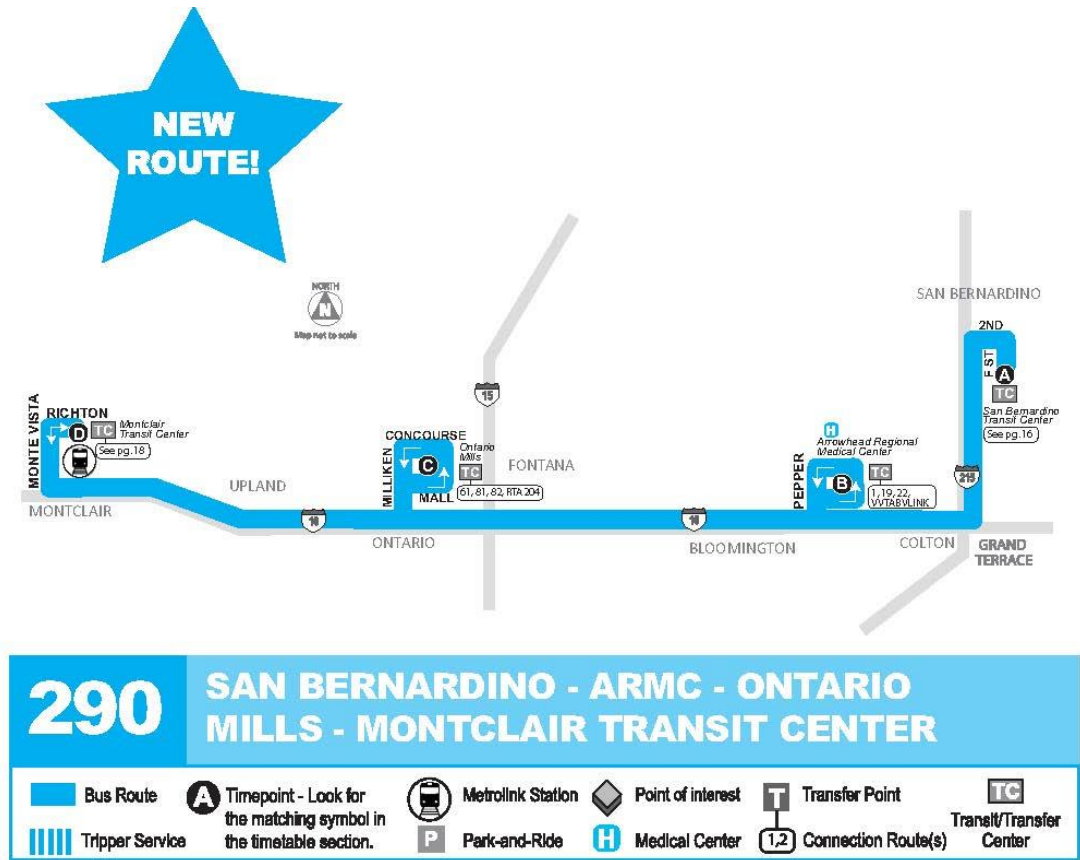 NEW
ROUTE!
NORTH
N
Map not to scale
SAN BERNARDINO
2ND
F ST
A
TC
San Bernardino
Transit Center
See pg.16
15
MONTE VISTA
RICHTON
D
TC
Montclair
Transit Center
See pg.18
CONCOURSE
MILLIKEN
C
MALL
Ontario
Mills
TC
61, 81, 82, RTA 204
FONTANA
H
Arrowhead Regional
Medical Center
PEPPER
B
TC
1, 19, 22,
VVTABVLINK
215
UPLAND
MONTCLAIR
10
10
ONTARIO
BLOOMINGTON
COLTON
GRAND
TERRACE
290
SAN BERNARDINO - ARMC - ONTARIO
MILLS - MONTCLAIR TRANSIT CENTER
Bus Route
Tripper Service
A
Timepoint - Look for
the matching symbol in
the timetable section.
Metrolink Station
P
Park-and-Ride
Point of interest
H
Medical Center
T
Transfer Point
1,2
Connection Route(s)
TC
Transit/Transfer
Center